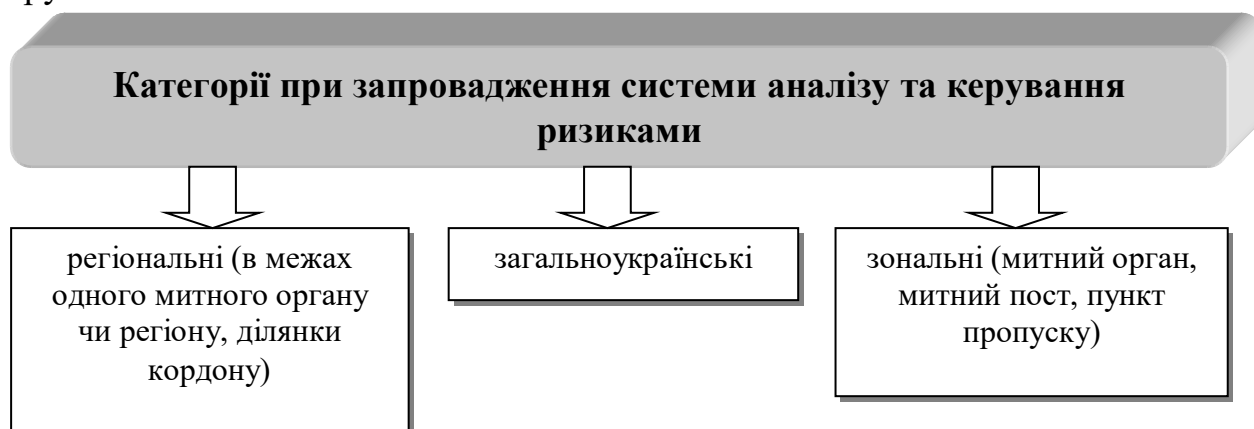 Категорії при запровадження системи аналізу та керування
ризиками
регіональні (в межах
одного митного органу
чи регіону, ділянки
кордону)
загальноукраїнські
зональні (митний орган,
митний пост, пункт
пропуску)